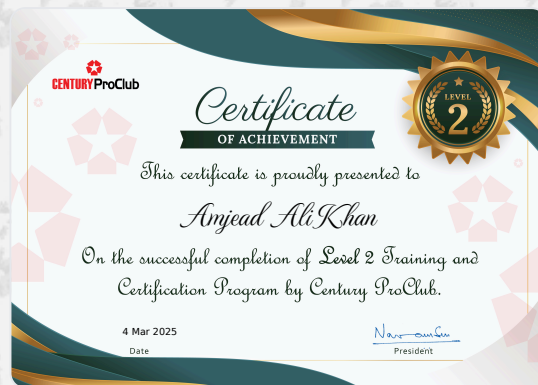 CENTURY ProClub
Certificate
OF ACHIEVEMENT
LEVEL
2
This certificate is proudly presented to
Amjead Ali Khan
On the successful completion of Level 2 Training and
Certification Program by Century ProClub.
4 Mar 2025
Date
President